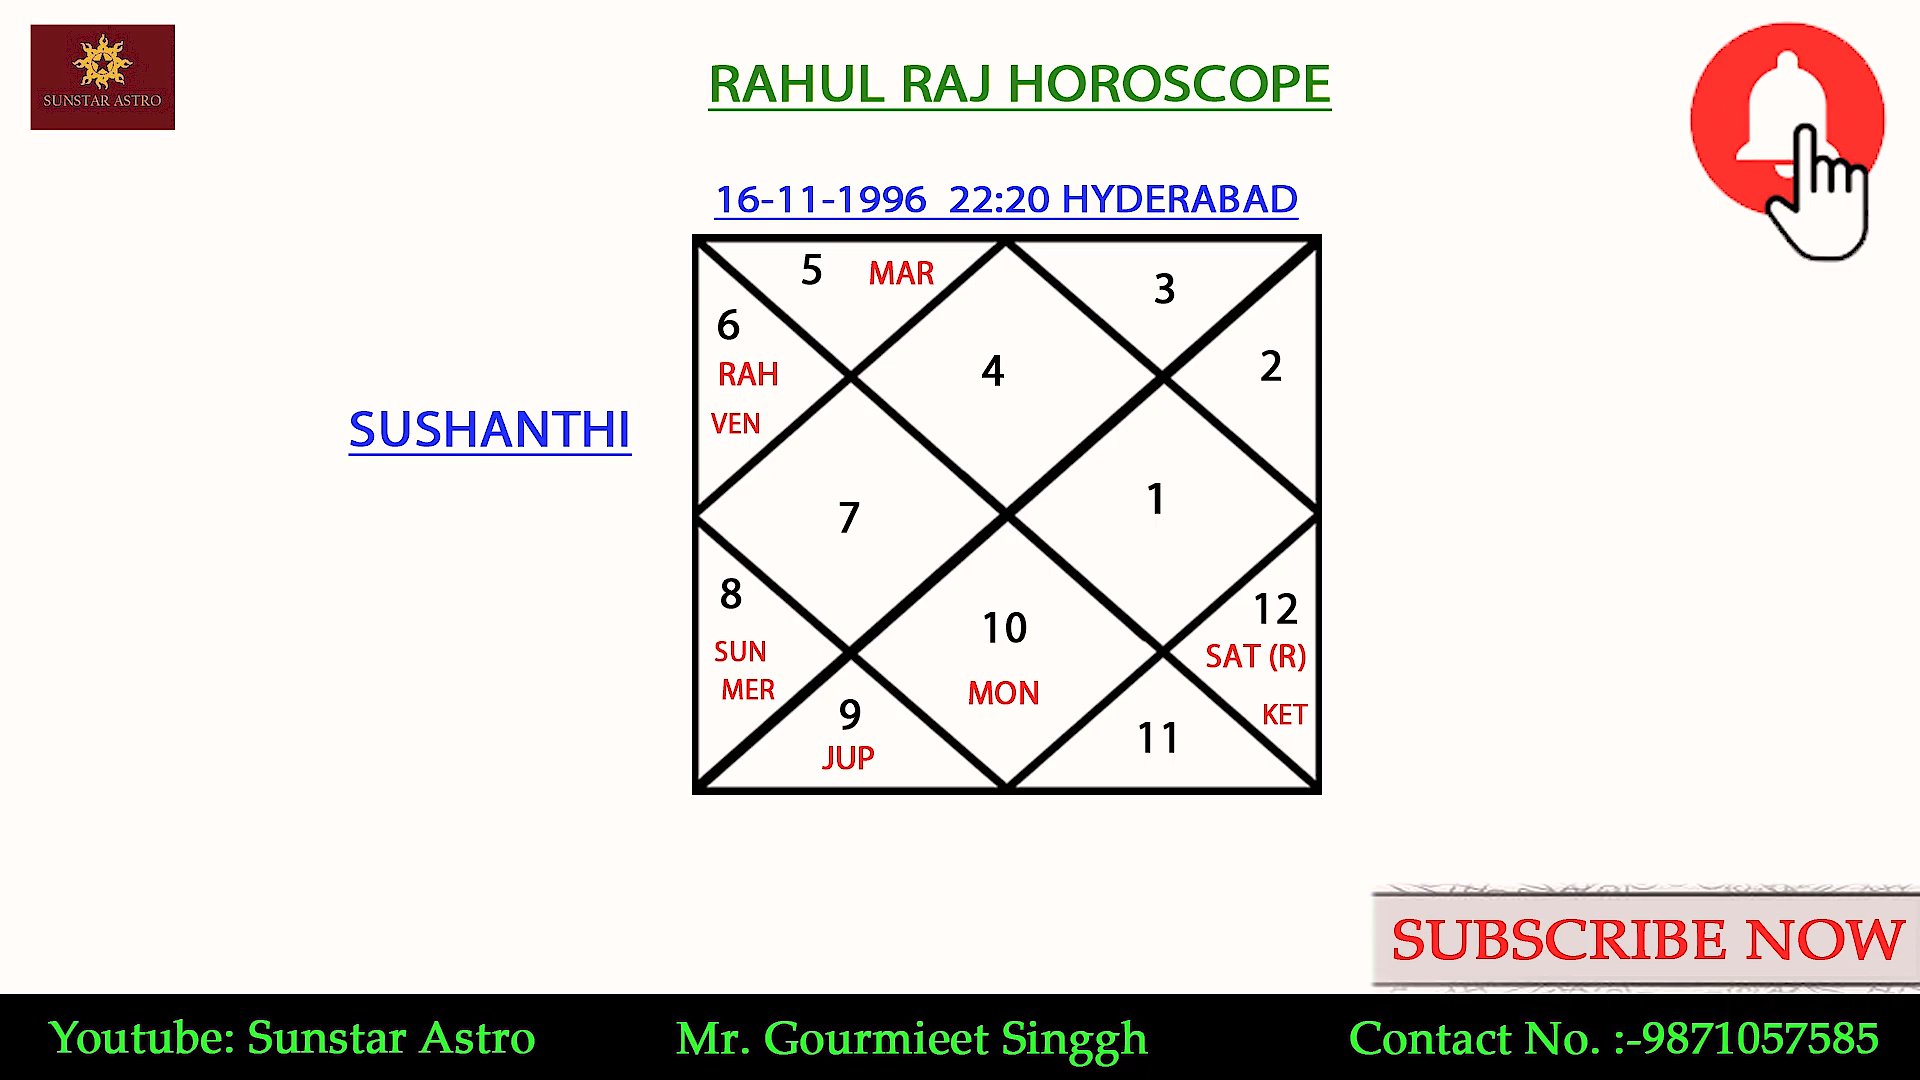 SUNSTAR ASTRO
RAHUL RAJ HOROSCOPE
16-11-1996 22:20 HYDERABAD
5 MAR
3
6
RAH
VEN
4
2
SUSHANTHI
7
1
8
SUN
MER
10
MON
12
SAT (R)
KET
9
JUP
11
SUBSCRIBE NOW
Youtube: Sunstar Astro
Mr. Gourmieet Singgh
Contact No. :-9871057585